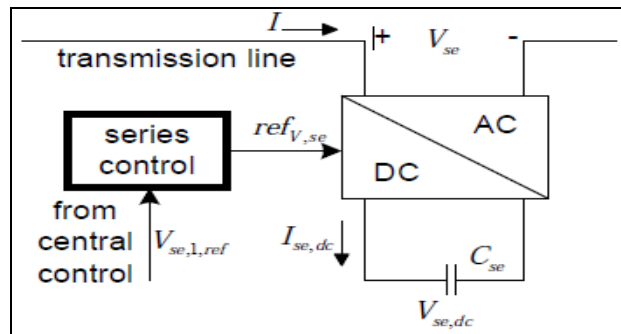 I
|+ V_se -
transmission line
series control
ref_V,se
AC
DC
from central control
V_se,1,ref
I_se,dc
C_se
V_se,dc